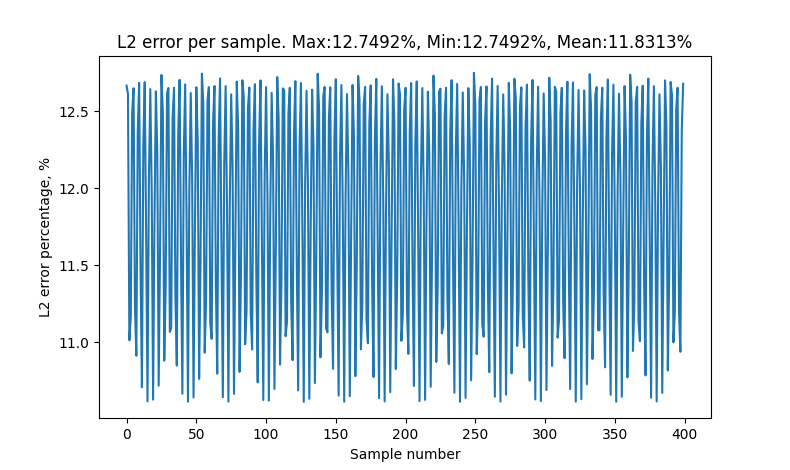 L2 error per sample. Max:12.7492%, Min:12.7492%, Mean:11.8313%
12.5
12.0
11.5
11.0
L2 error percentage, %
0 50 100 150 200 250 300 350 400
Sample number